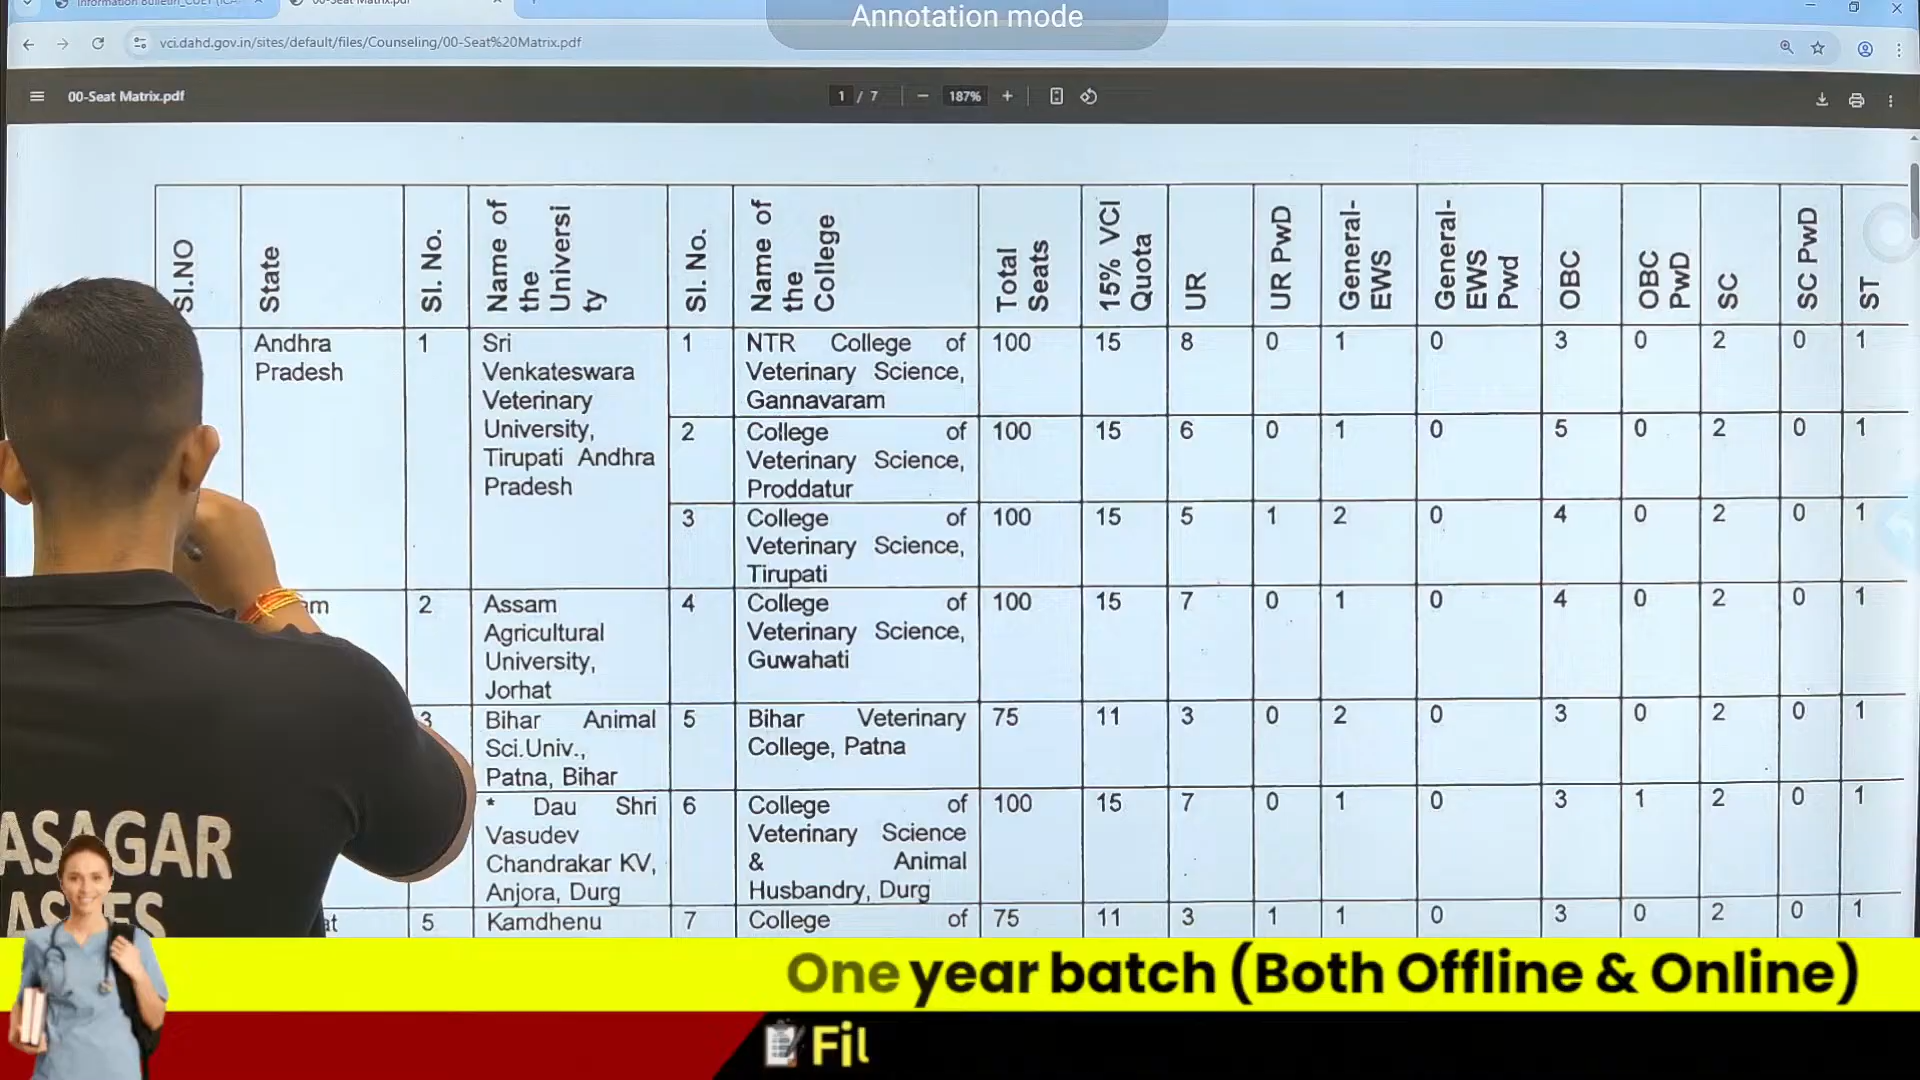 Information Bulletin_CUET (ICA
00-Seat Matrix.pdf
Annotation mode
vci.dahd.gov.in/sites/default/files/Counseling/00-Seat%20Matrix.pdf
00-Seat Matrix.pdf
1 / 7
187%
Sl.NO
State
Sl. No.
Name of the Universi ty
Sl. No.
Name of the College
Total Seats
15% VCI Quota
UR
UR PwD
General- EWS
General- EWS Pwd
OBC
OBC PwD
SC
SC PwD
ST
Andhra Pradesh
1
Sri Venkateswara Veterinary University, Tirupati Andhra Pradesh
1 NTR College of Veterinary Science, Gannavaram 100 15 8 0 1 0 3 0 2 0 1
2 College of Veterinary Science, Proddatur 100 15 6 0 1 0 5 0 2 0 1
3 College of Veterinary Science, Tirupati 100 15 5 1 2 0 4 0 2 0 1
am 2 Assam Agricultural University, Jorhat 4 College of Veterinary Science, Guwahati 100 15 7 0 1 0 4 0 2 0 1
3 Bihar Animal Sci.Univ., Patna, Bihar 5 Bihar Veterinary College, Patna 75 11 3 0 2 0 3 0 2 0 1
* Dau Shri Vasudev Chandrakar KV, Anjora, Durg 6 College of Veterinary Science & Animal Husbandry, Durg 100 15 7 0 1 0 3 1 2 0 1
at 5 Kamdhenu 7 College of 75 11 3 1 1 0 3 0 2 0 1
ASAGAR
One year batch (Both Offline & Online)
Fil